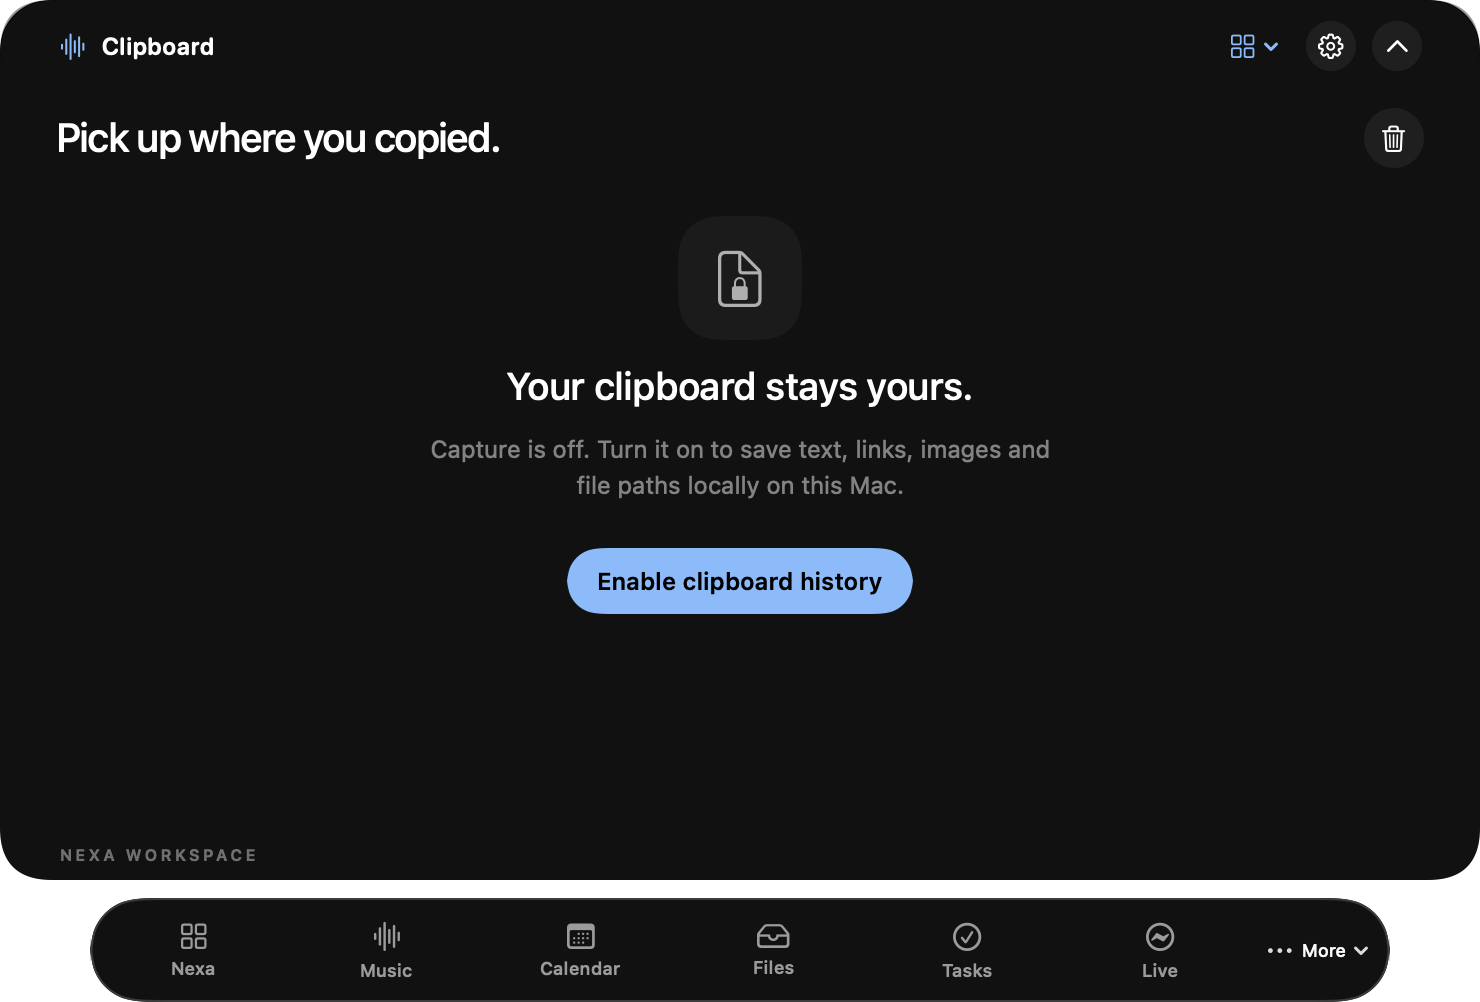 Clipboard
Pick up where you copied.
Your clipboard stays yours.
Capture is off. Turn it on to save text, links, images and
file paths locally on this Mac.
Enable clipboard history
NEXA WORKSPACE
Nexa
Music
Calendar
Files
Tasks
Live
More